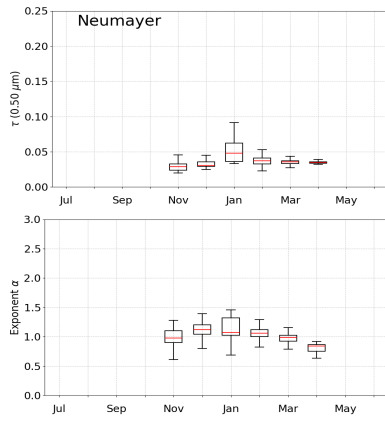 Neumayer
0.25
0.20
0.15
0.10
0.05
0.00
τ (0.50 μm)
Jul Sep Nov Jan Mar May
3.0
2.5
2.0
1.5
1.0
0.5
0.0
Exponent α
Jul Sep Nov Jan Mar May